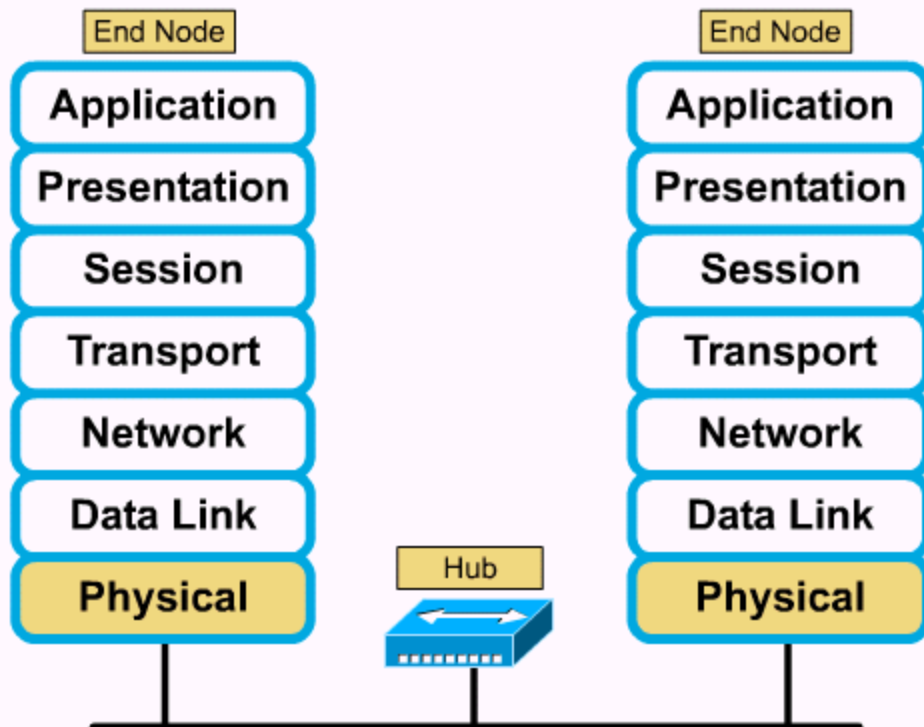 End Node
Application
Presentation
Session
Transport
Network
Data Link
Physical
Hub
End Node
Application
Presentation
Session
Transport
Network
Data Link
Physical